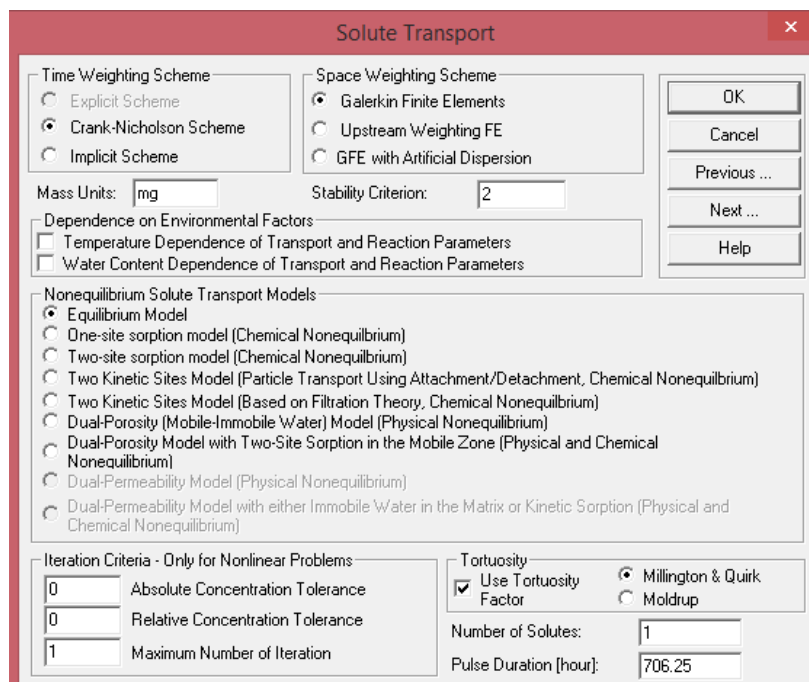 Solute Transport
×
Time Weighting Scheme
Explicit Scheme
Crank-Nicholson Scheme
Implicit Scheme
Space Weighting Scheme
Galerkin Finite Elements
Upstream Weighting FE
GFE with Artificial Dispersion
OK
Cancel
Previous ...
Next ...
Help
Mass Units: mg
Stability Criterion: 2
Dependence on Environmental Factors
Temperature Dependence of Transport and Reaction Parameters
Water Content Dependence of Transport and Reaction Parameters
Nonequilibrium Solute Transport Models
Equilibrium Model
One-site sorption model (Chemical Nonequilbrium)
Two-site sorption model (Chemical Nonequilbrium)
Two Kinetic Sites Model (Particle Transport Using Attachment/Detachment, Chemical Nonequilbrium)
Two Kinetic Sites Model (Based on Filtration Theory, Chemical Nonequilbrium)
Dual-Porosity (Mobile-Immobile Water) Model (Physical Nonequilibrium)
Dual-Porosity Model with Two-Site Sorption in the Mobile Zone (Physical and Chemical
Nonequilibrium)
Dual-Permeability Model (Physical Nonequilibrium)
Dual-Permeability Model with either Immobile Water in the Matrix or Kinetic Sorption (Physical and
Chemical Nonequilibrium)
Iteration Criteria - Only for Nonlinear Problems
0 Absolute Concentration Tolerance
0 Relative Concentration Tolerance
1 Maximum Number of Iteration
Tortuosity
Use Tortuosity
Factor
Millington & Quirk
Moldrup
Number of Solutes: 1
Pulse Duration [hour]: 706.25